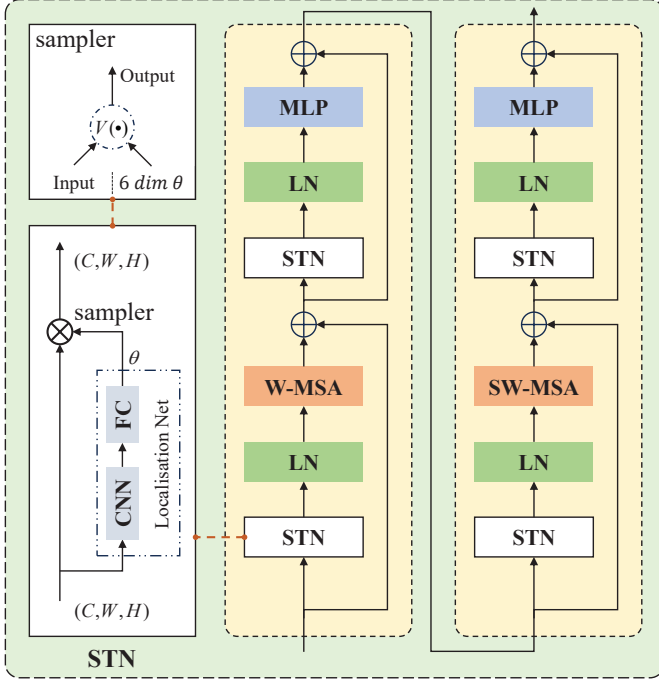 sampler
Output
V(•)
Input
6 dim θ
(C,W,H)
sampler
θ
FC
CNN
Localisation Net
(C,W,H)
STN
MLP
LN
STN
W-MSA
LN
STN
MLP
LN
STN
SW-MSA
LN
STN